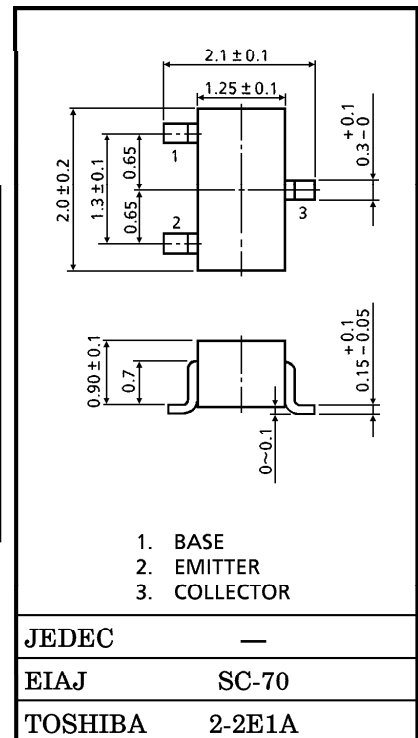 2.1 ± 0.1
1.25 ± 0.1
2.0 ± 0.2
1.3 ± 0.1
0.65
0.65
1
2
3
+ 0.1
0.3 – 0
0.90 ± 0.1
0.7
0~0.1
+ 0.1
0.15 – 0.05
1. BASE
2. EMITTER
3. COLLECTOR
JEDEC —
EIAJ SC-70
TOSHIBA 2-2E1A